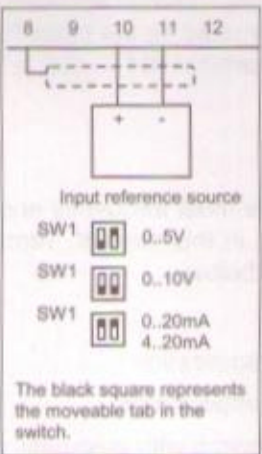 8 9 10 11 12
+ -
Input reference source
SW1 0..5V
SW1 0..10V
SW1 0..20mA
4..20mA
The black square represents
the moveable tab in the
switch.